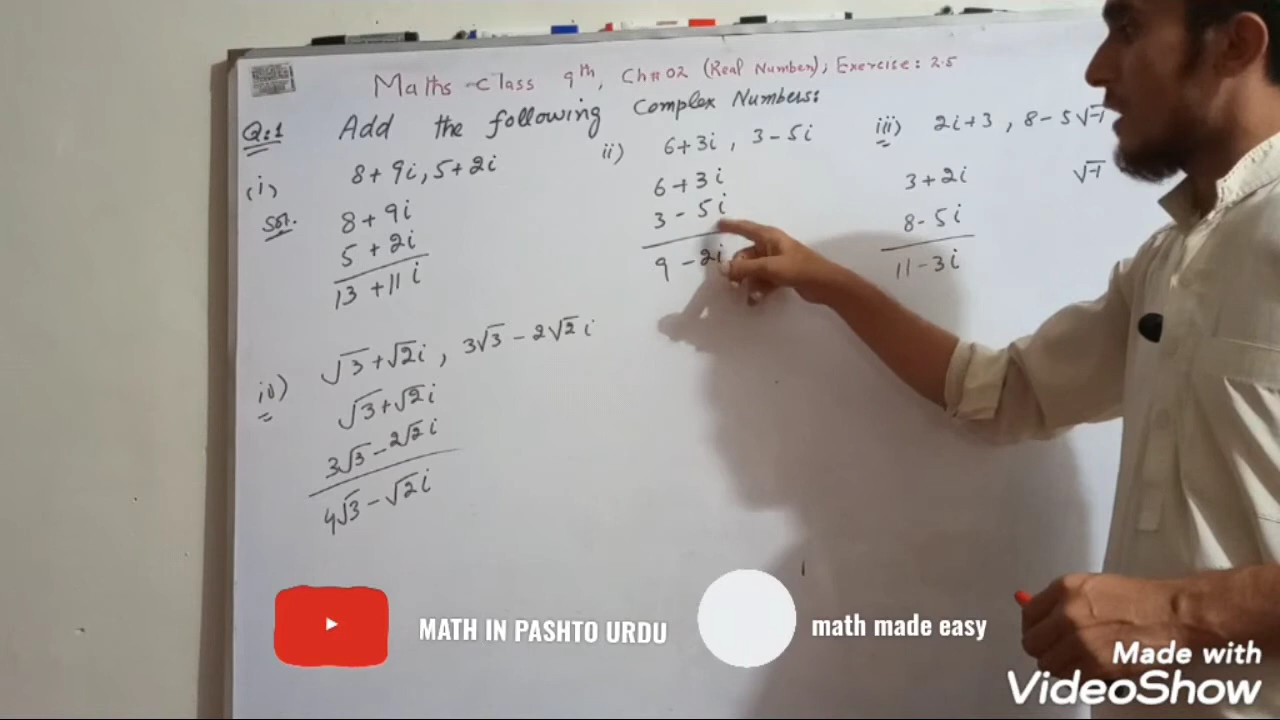 Maths Class 9th, Ch# 02 (Real Number), Exercise: 2.5
Q:1 Add the following Complex Numbers:
(i) 8+9i, 5+2i
Sol. 8+9i
5+2i
13+11i
ii) 6+3i, 3-5i
6+3i
3-5i
9-2i
iii) 2i+3, 8-5√-1
3+2i √-1
8-5i
11-3i
iv) √3+√2i, 3√3-2√2i
√3+√2i
3√3-2√2i
4√3-√2i
MATH IN PASHTO URDU
math made easy
Made with
VideoShow